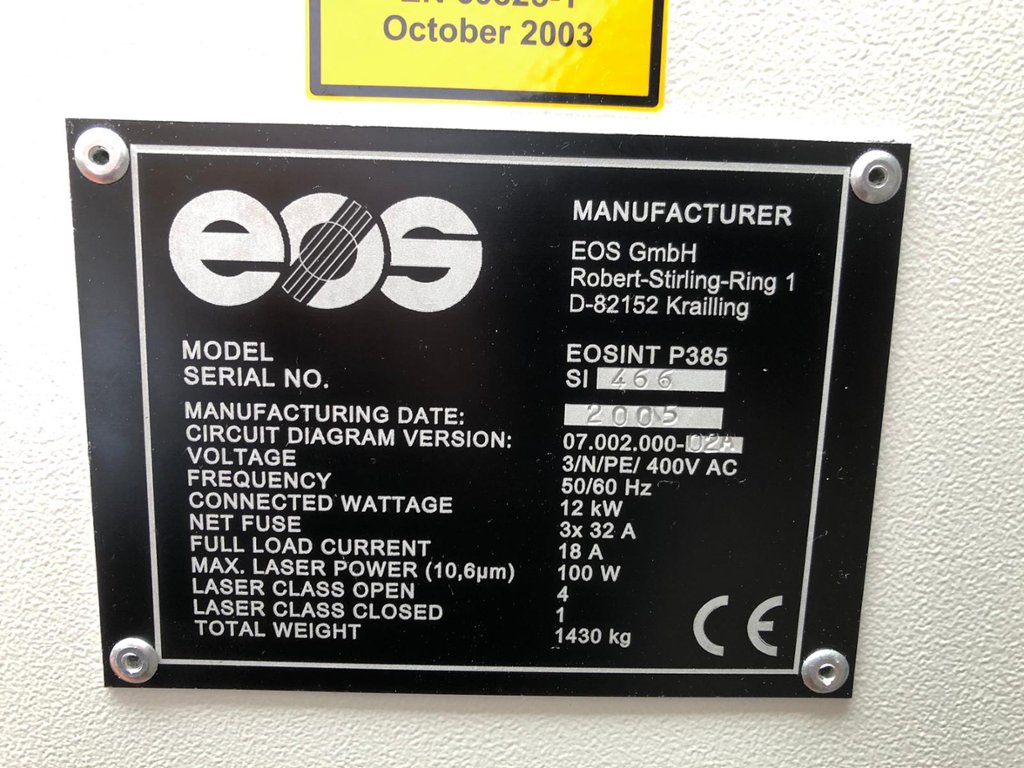 October 2003
eos
MANUFACTURER
EOS GmbH
Robert-Stirling-Ring 1
D-82152 Krailling
MODEL EOSINT P385
SERIAL NO. SI 466
MANUFACTURING DATE: 2005
CIRCUIT DIAGRAM VERSION: 07.002.000-02A
VOLTAGE 3/N/PE/ 400V AC
FREQUENCY 50/60 Hz
CONNECTED WATTAGE 12 kW
NET FUSE 3x 32 A
FULL LOAD CURRENT 18 A
MAX. LASER POWER (10,6µm) 100 W
LASER CLASS OPEN 4
LASER CLASS CLOSED 1
TOTAL WEIGHT 1430 kg
CE